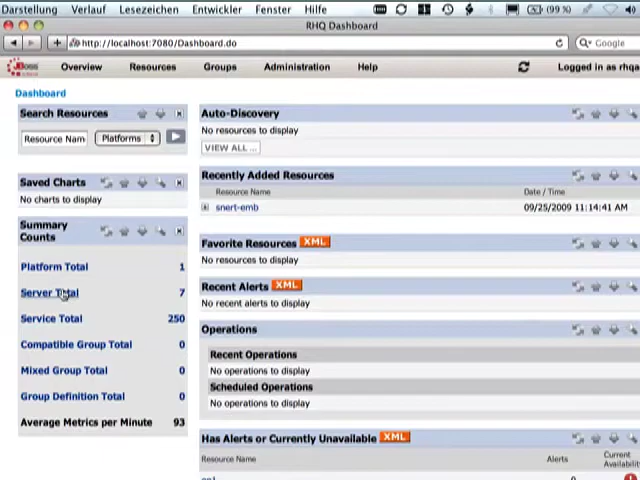 Darstellung Verlauf Lesezeichen Entwickler Fenster Hilfe (99 %)
RHQ Dashboard
http://localhost:7080/Dashboard.do Google
JBoss Overview Resources Groups Administration Help Logged in as rhqa
Dashboard
Search Resources
Resource Nam Platforms
Saved Charts
No charts to display
Summary
Counts
Platform Total 1
Server Total 7
Service Total 250
Compatible Group Total 0
Mixed Group Total 0
Group Definition Total 0
Average Metrics per Minute 93
Auto-Discovery
No resources to display
VIEW ALL ...
Recently Added Resources
Resource Name Date / Time
snert-emb 09/25/2009 11:14:41 AM
Favorite Resources XML
No resources to display
Recent Alerts XML
No recent alerts to display
Operations
Recent Operations
No operations to display
Scheduled Operations
No operations to display
Has Alerts or Currently Unavailable XML
Resource Name Alerts Current
Availabilit